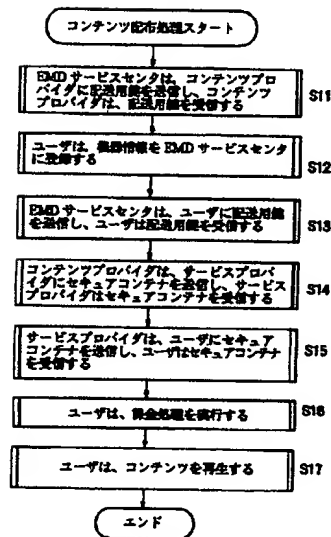 コンテンツ配布処理スタート
EMD サービスセンタは、コンテンツプロ
バイダに配送用鍵を送信し、コンテンツ
プロバイダは、配送用鍵を受信する
S11
ユーザは、機器情報を EMD サービスセンタ
に登録する
S12
EMD サービスセンタは、ユーザに配送用鍵
を送信し、ユーザは配送用鍵を受信する
S13
コンテンツプロバイダは、サービスプロバ
イダにセキュアコンテナを送信し、サービス
プロバイダはセキュアコンテナを受信する
S14
サービスプロバイダは、ユーザにセキュア
コンテナを送信し、ユーザはセキュアコンテナ
を受信する
S15
ユーザは、課金処理を実行する
S16
ユーザは、コンテンツを再生する
S17
エンド